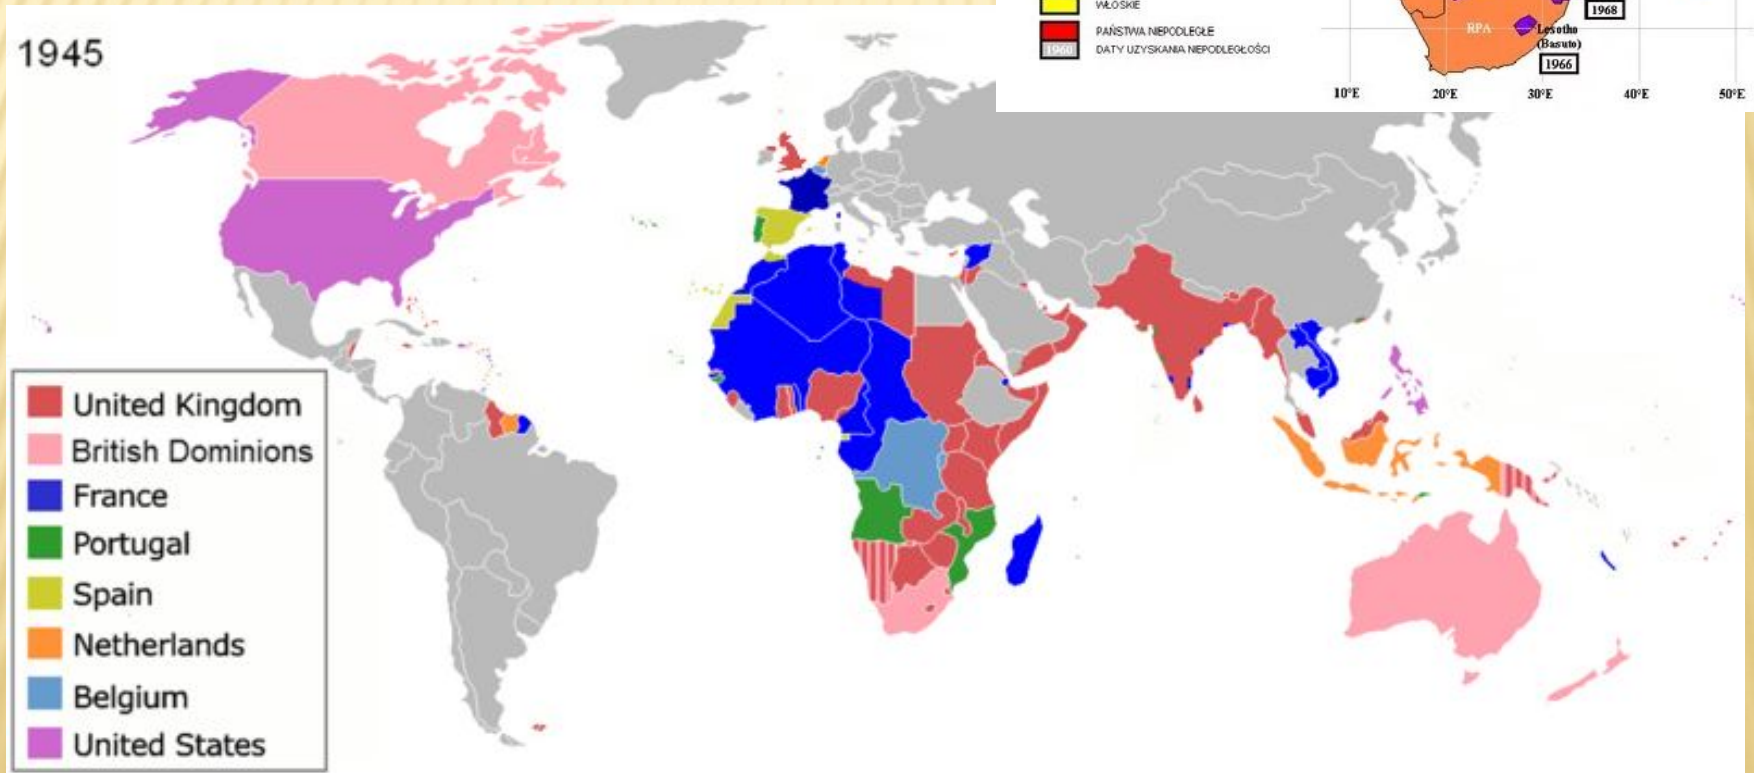 1945
United Kingdom
British Dominions
France
Portugal
Spain
Netherlands
Belgium
United States
WŁOSKIE
PAŃSTWA NIEPODLEGŁE
1960 DATY UZYSKANIA NIEPODLEGŁOŚCI
1968
RPA
Lesotho
(Basuto)
1966
10°E 20°E 30°E 40°E 50°E